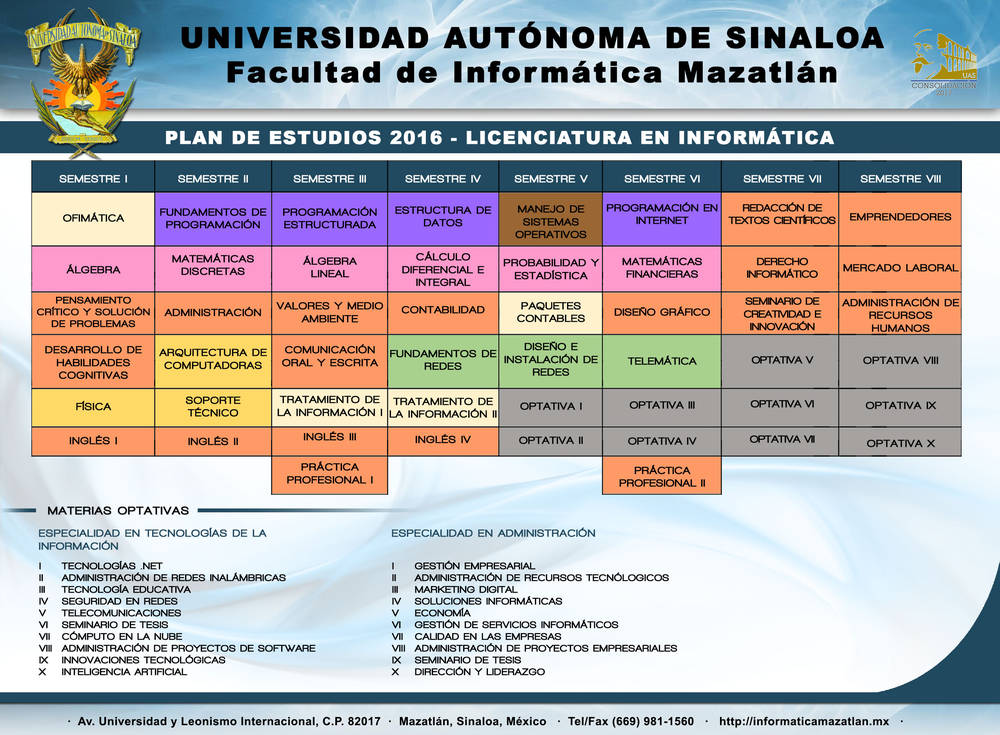 UNIVERSIDAD AUTÓNOMA DE SINALOA
Facultad de Informática Mazatlán
UAS
CONSOLIDACIÓN
PLAN DE ESTUDIOS 2016 - LICENCIATURA EN INFORMÁTICA
SEMESTRE I SEMESTRE II SEMESTRE III SEMESTRE IV SEMESTRE V SEMESTRE VI SEMESTRE VII SEMESTRE VIII
OFIMÁTICA
FUNDAMENTOS DE
PROGRAMACIÓN
PROGRAMACIÓN
ESTRUCTURADA
ESTRUCTURA DE
DATOS
MANEJO DE
SISTEMAS
OPERATIVOS
PROGRAMACIÓN EN
INTERNET
REDACCIÓN DE
TEXTOS CIENTÍFICOS
EMPRENDEDORES
ÁLGEBRA
MATEMÁTICAS
DISCRETAS
ÁLGEBRA
LINEAL
CÁLCULO
DIFERENCIAL E
INTEGRAL
PROBABILIDAD Y
ESTADÍSTICA
MATEMÁTICAS
FINANCIERAS
DERECHO
INFORMÁTICO
MERCADO LABORAL
PENSAMIENTO
CRÍTICO Y SOLUCIÓN
DE PROBLEMAS
ADMINISTRACIÓN
VALORES Y MEDIO
AMBIENTE
CONTABILIDAD
PAQUETES
CONTABLES
DISEÑO GRÁFICO
SEMINARIO DE
CREATIVIDAD E
INNOVACIÓN
ADMINISTRACIÓN DE
RECURSOS
HUMANOS
DESARROLLO DE
HABILIDADES
COGNITIVAS
ARQUITECTURA DE
COMPUTADORAS
COMUNICACIÓN
ORAL Y ESCRITA
FUNDAMENTOS DE
REDES
DISEÑO E
INSTALACIÓN DE
REDES
TELEMÁTICA
OPTATIVA V
OPTATIVA VIII
FÍSICA
SOPORTE
TÉCNICO
TRATAMIENTO DE
LA INFORMACIÓN I
TRATAMIENTO DE
LA INFORMACIÓN II
OPTATIVA I
OPTATIVA III
OPTATIVA VI
OPTATIVA IX
INGLÉS I
INGLÉS II
INGLÉS III
INGLÉS IV
OPTATIVA II
OPTATIVA IV
OPTATIVA VII
OPTATIVA X
PRÁCTICA
PROFESIONAL I
PRÁCTICA
PROFESIONAL II
MATERIAS OPTATIVAS
ESPECIALIDAD EN TECNOLOGÍAS DE LA
INFORMACIÓN
I TECNOLOGÍAS .NET
II ADMINISTRACIÓN DE REDES INALÁMBRICAS
III TECNOLOGÍA EDUCATIVA
IV SEGURIDAD EN REDES
V TELECOMUNICACIONES
VI SEMINARIO DE TESIS
VII CÓMPUTO EN LA NUBE
VIII ADMINISTRACIÓN DE PROYECTOS DE SOFTWARE
IX INNOVACIONES TECNOLÓGICAS
X INTELIGENCIA ARTIFICIAL
ESPECIALIDAD EN ADMINISTRACIÓN
I GESTIÓN EMPRESARIAL
II ADMINISTRACIÓN DE RECURSOS TECNÓLOGICOS
III MARKETING DIGITAL
IV SOLUCIONES INFORMÁTICAS
V ECONOMÍA
VI GESTIÓN DE SERVICIOS INFORMÁTICOS
VII CALIDAD EN LAS EMPRESAS
VIII ADMINISTRACIÓN DE PROYECTOS EMPRESARIALES
IX SEMINARIO DE TESIS
X DIRECCIÓN Y LIDERAZGO
· Av. Universidad y Leonismo Internacional, C.P. 82017 · Mazatlán, Sinaloa, México · Tel/Fax (669) 981-1560 · http://informaticamazatlan.mx ·